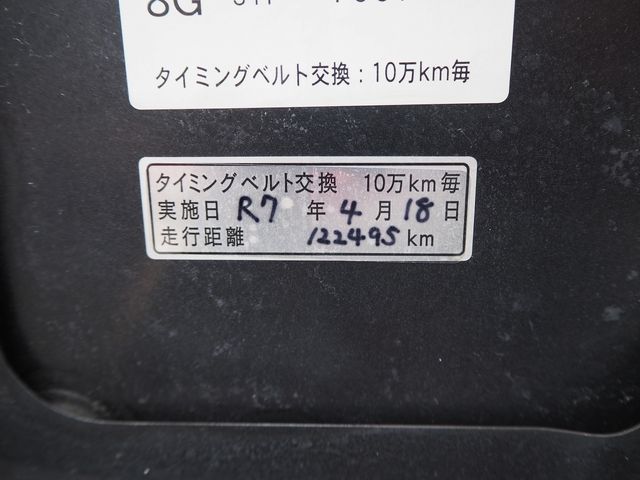 8G
タイミングベルト交換：10万km毎
タイミングベルト交換 10万km毎
実施日 R7 年 4 月 18 日
走行距離 122495 km